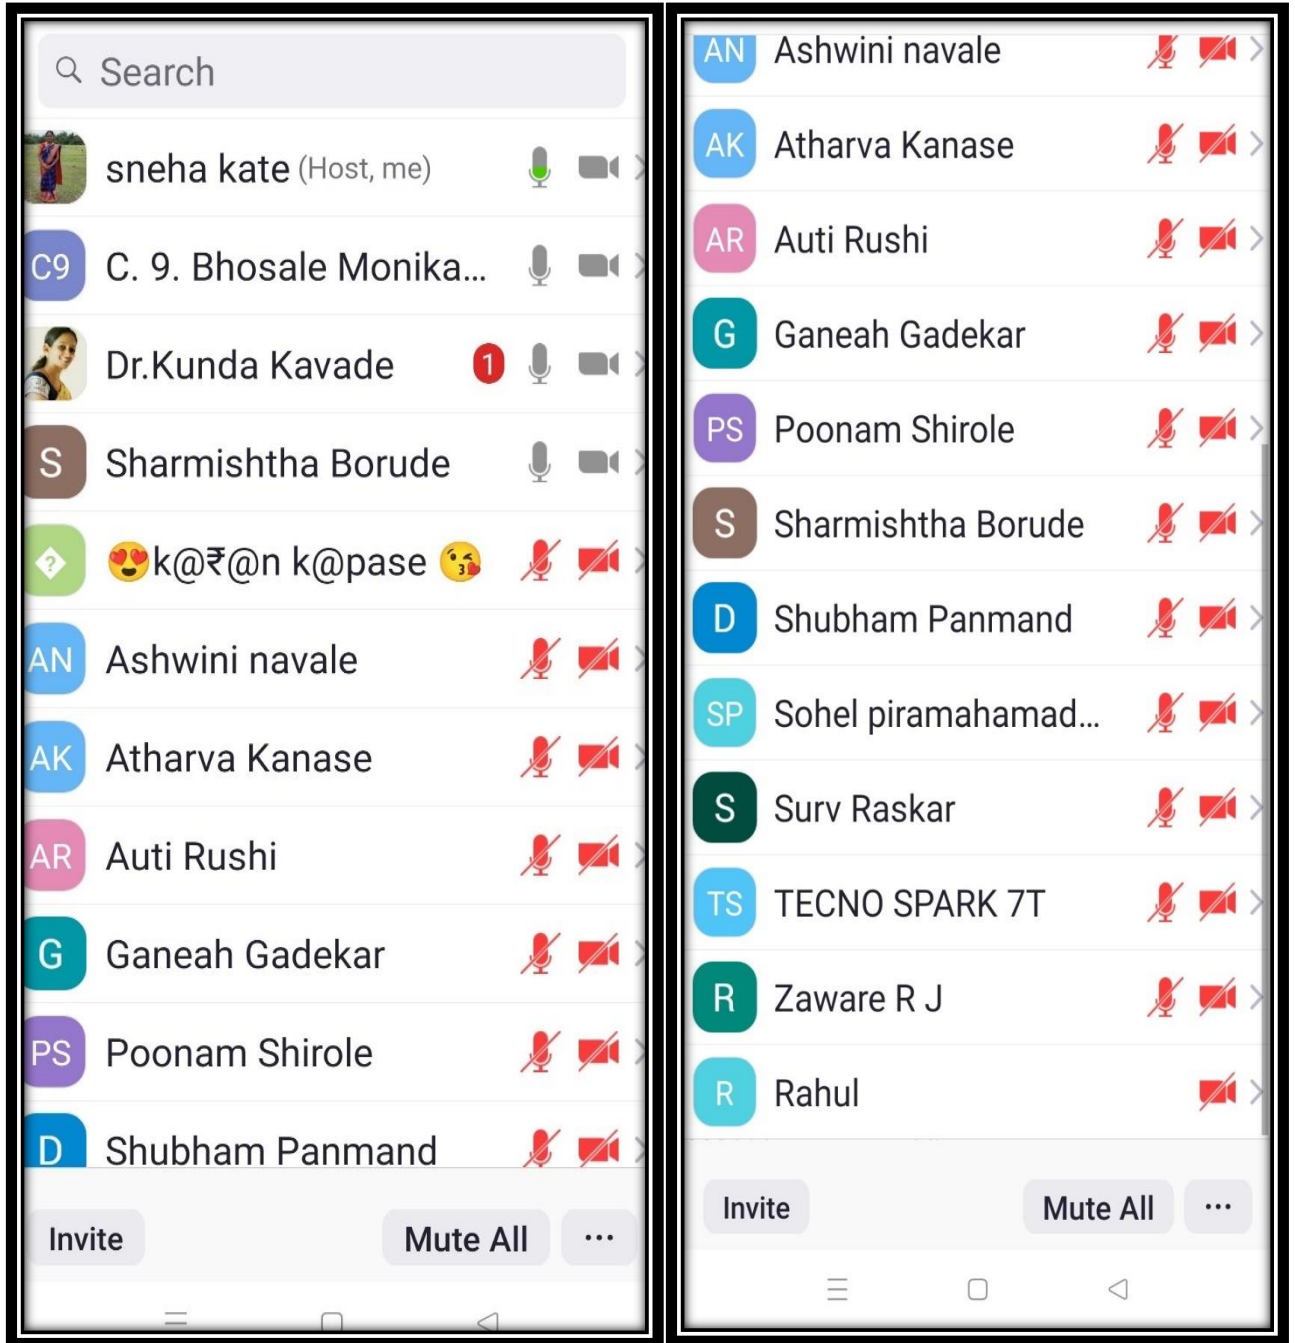 Search
sneha kate (Host, me)
C9 C. 9. Bhosale Monika...
Dr.Kunda Kavade 1
S Sharmishtha Borude
? 😍k@₹@n k@pase 😘
AN Ashwini navale
AK Atharva Kanase
AR Auti Rushi
G Ganeah Gadekar
PS Poonam Shirole
D Shubham Panmand
Invite Mute All ...
AN Ashwini navale
AK Atharva Kanase
AR Auti Rushi
G Ganeah Gadekar
PS Poonam Shirole
S Sharmishtha Borude
D Shubham Panmand
SP Sohel piramahamad...
S Surv Raskar
TS TECNO SPARK 7T
R Zaware R J
R Rahul
Invite Mute All ...